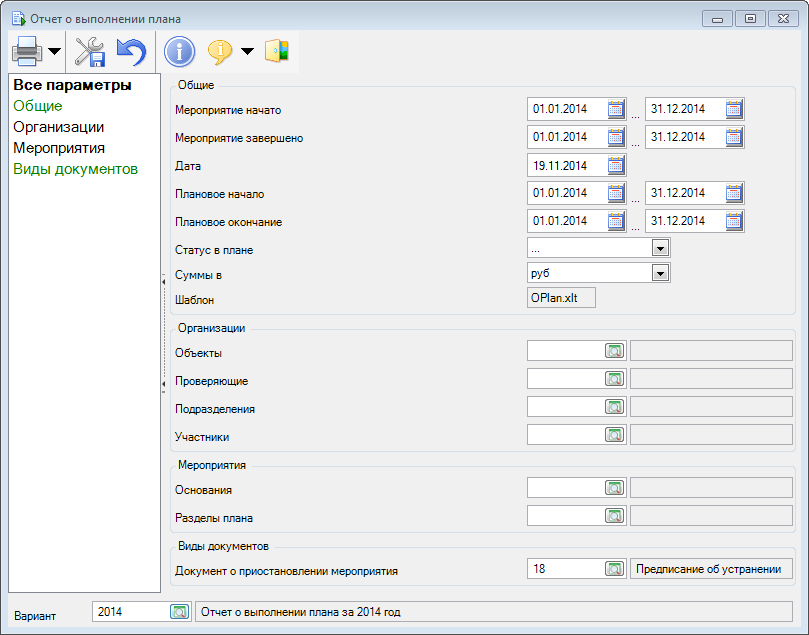 Отчет о выполнении плана
Все параметры
Общие
Организации
Мероприятия
Виды документов
Общие
Мероприятие начато 01.01.2014 ... 31.12.2014
Мероприятие завершено 01.01.2014 ... 31.12.2014
Дата 19.11.2014
Плановое начало 01.01.2014 ... 31.12.2014
Плановое окончание 01.01.2014 ... 31.12.2014
Статус в плане ...
Суммы в руб
Шаблон OPlan.xlt
Организации
Объекты
Проверяющие
Подразделения
Участники
Мероприятия
Основания
Разделы плана
Виды документов
Документ о приостановлении мероприятия 18 Предписание об устранении
Вариант 2014 Отчет о выполнении плана за 2014 год